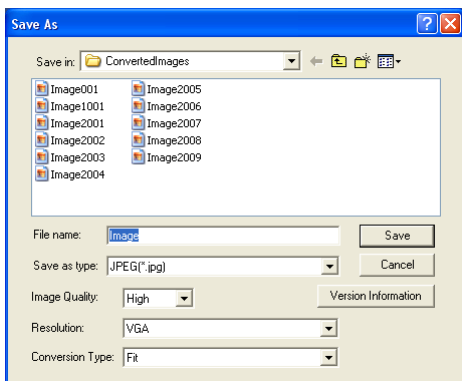 Save As
Save in: ConvertedImages
Image001 Image2005
Image1001 Image2006
Image2001 Image2007
Image2002 Image2008
Image2003 Image2009
Image2004
File name: Image Save
Save as type: JPEG(*.jpg) Cancel
Image Quality: High Version Information
Resolution: VGA
Conversion Type: Fit